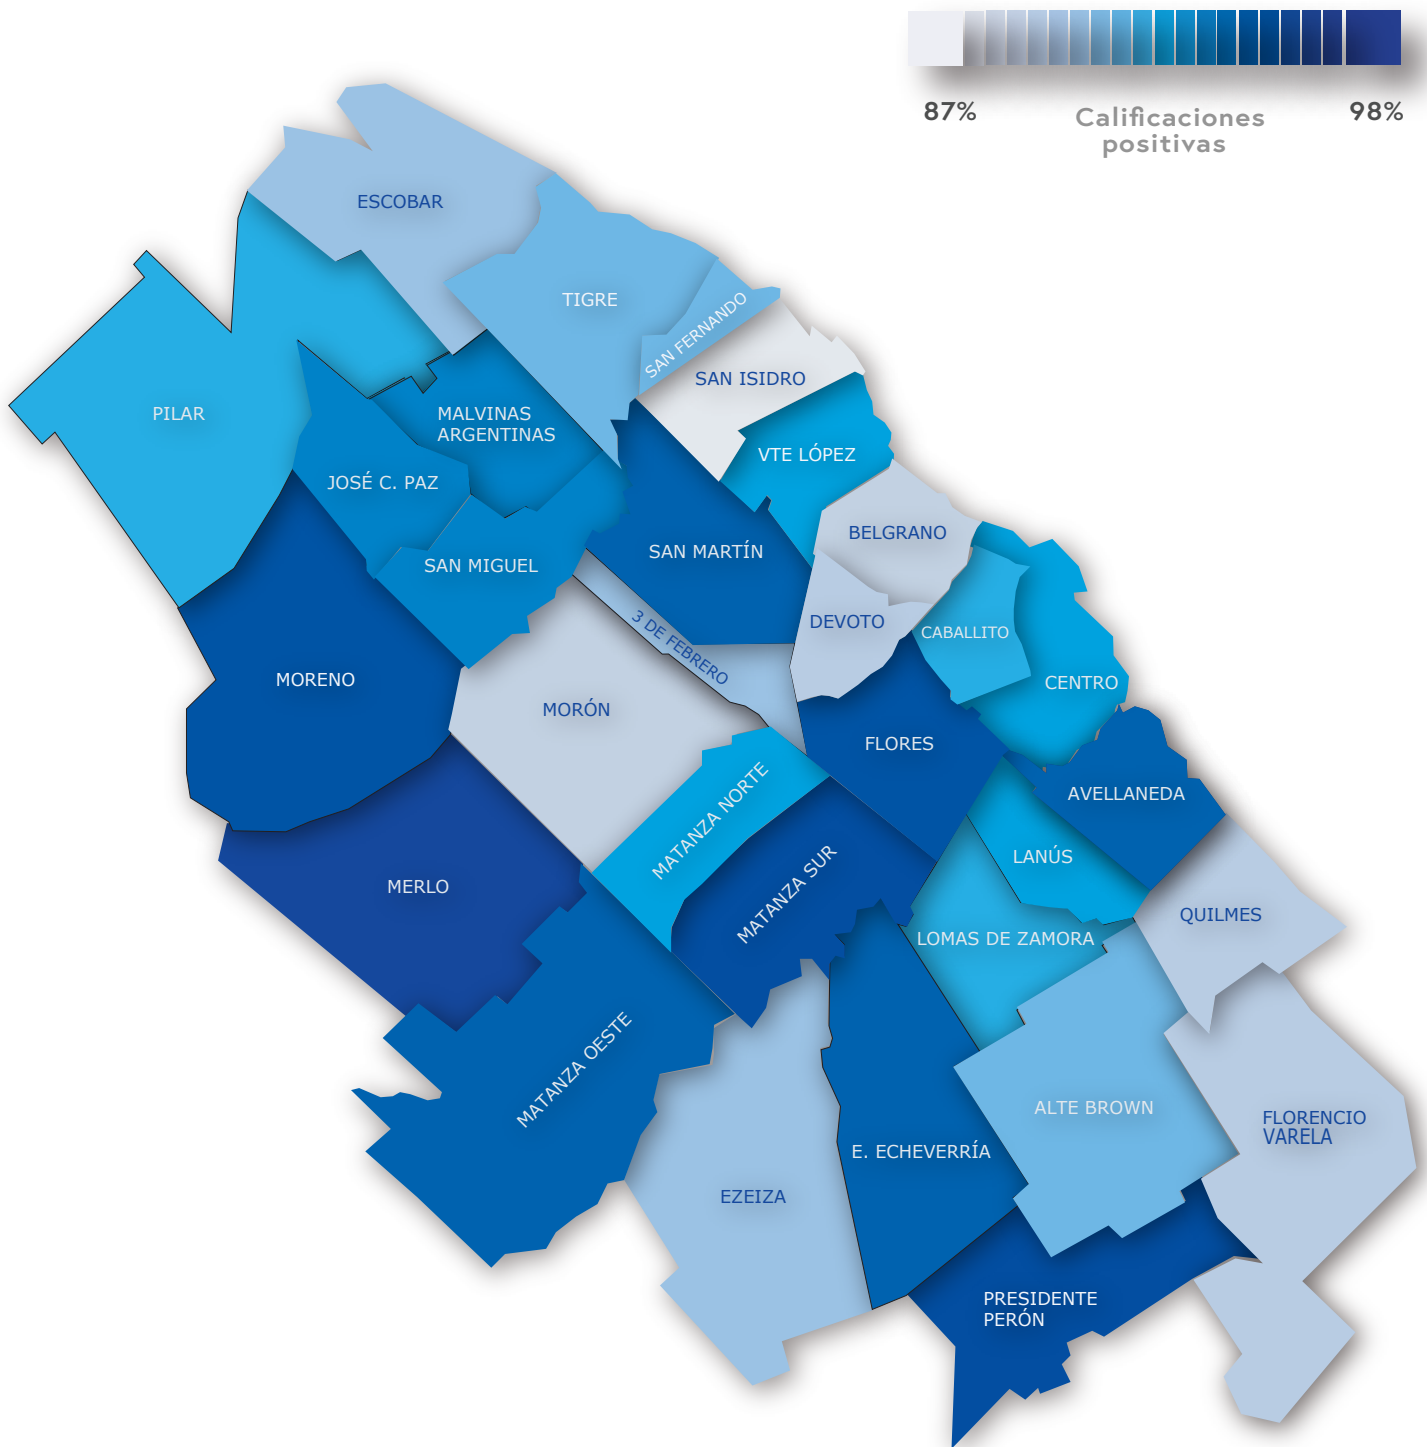 87%
98%
Calificaciones
positivas
ESCOBAR
TIGRE
SAN FERNANDO
SAN ISIDRO
PILAR
MALVINAS
ARGENTINAS
VTE LÓPEZ
JOSÉ C. PAZ
BELGRANO
SAN MARTÍN
SAN MIGUEL
DEVOTO
CABALLITO
3 DE FEBRERO
MORENO
CENTRO
MORÓN
FLORES
AVELLANEDA
MATANZA NORTE
LANÚS
MERLO
MATANZA SUR
QUILMES
LOMAS DE ZAMORA
MATANZA OESTE
ALTE BROWN
FLORENCIO
VARELA
E. ECHEVERRÍA
EZEIZA
PRESIDENTE
PERÓN